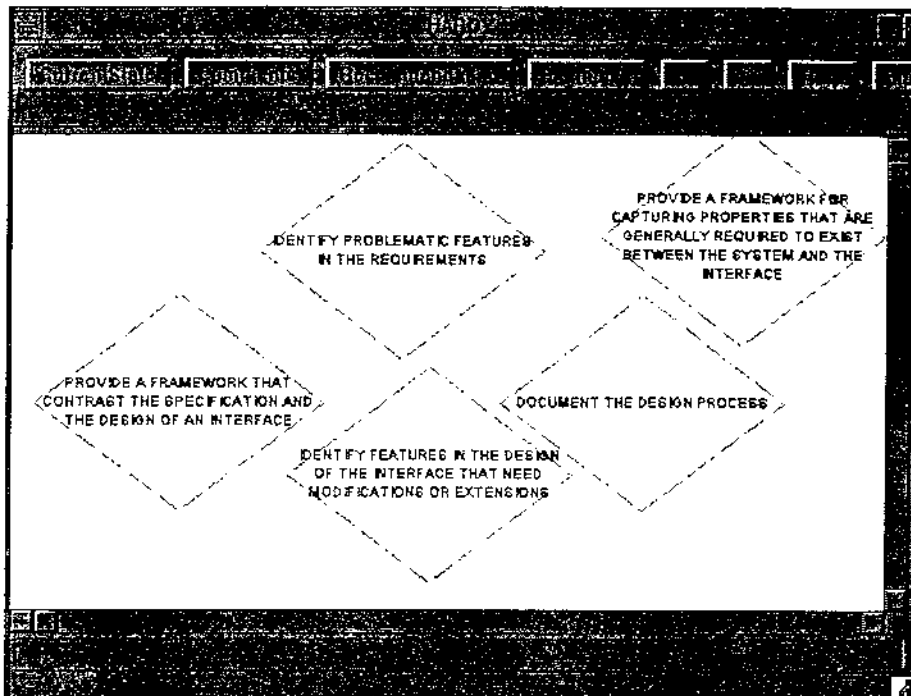 IDENTIFY PROBLEMATIC FEATURES
IN THE REQUIREMENTS
PROVIDE A FRAMEWORK FOR
CAPTURING PROPERTIES THAT ARE
GENERALLY REQUIRED TO EXIST
BETWEEN THE SYSTEM AND THE
INTERFACE
PROVIDE A FRAMEWORK THAT
CONTRAST THE SPECIFICATION AND
THE DESIGN OF AN INTERFACE
DOCUMENT THE DESIGN PROCESS
IDENTIFY FEATURES IN THE DESIGN
OF THE INTERFACE THAT NEED
MODIFICATIONS OR EXTENSIONS